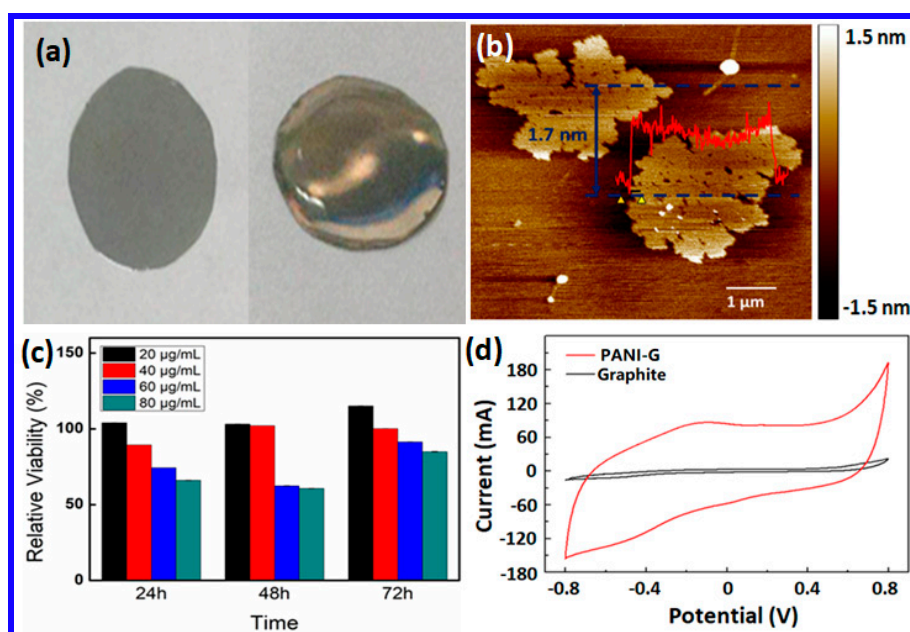 (a)
(b)
1.5 nm
1.7 nm
1 µm
-1.5 nm
(c)
150
100
50
0
Relative Viability (%)
20 µg/mL
40 µg/mL
60 µg/mL
80 µg/mL
24h
48h
72h
Time
(d)
PANI-G
Graphite
180
120
60
0
-60
-120
-180
Current (mA)
-0.8
-0.4
0
0.4
0.8
Potential (V)